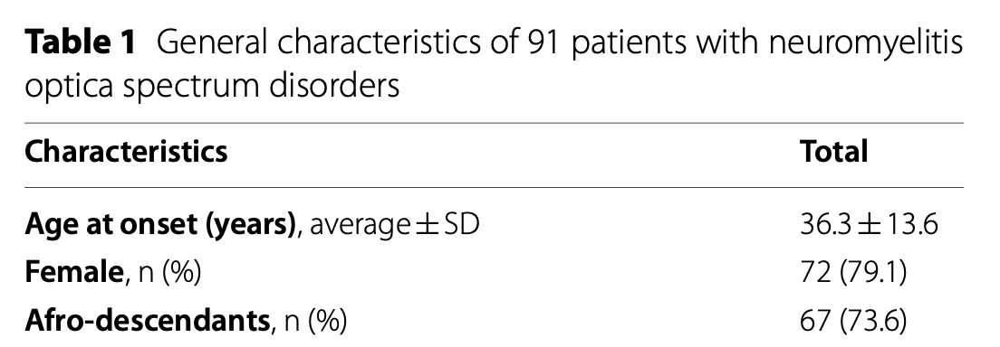 Table 1 General characteristics of 91 patients with neuromyelitis
optica spectrum disorders
Characteristics Total
Age at onset (years), average ± SD 36.3 ± 13.6
Female, n (%) 72 (79.1)
Afro-descendants, n (%) 67 (73.6)